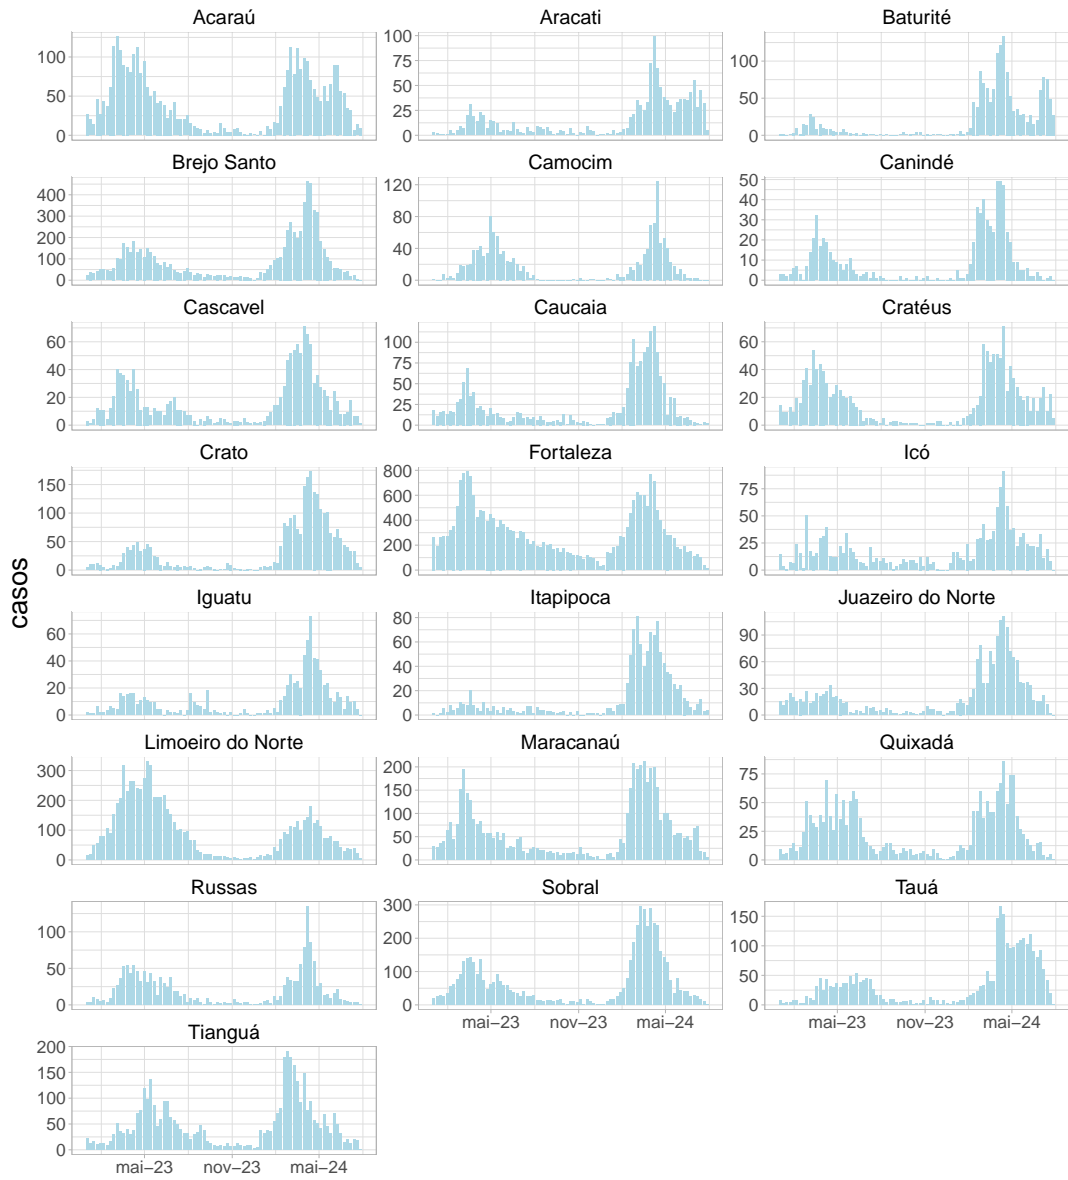 Acaraú Aracati Baturité
100 50 0
100 75 50 25 0
100 50 0
Brejo Santo Camocim Canindé
400 300 200 100 0
120 80 40 0
50 40 30 20 10 0
Cascavel Caucaia Cratéus
60 40 20 0
100 75 50 25 0
60 40 20 0
Crato Fortaleza Icó
150 100 50 0
800 600 400 200 0
75 50 25 0
casos
Iguatu Itapipoca Juazeiro do Norte
60 40 20 0
80 60 40 20 0
90 60 30 0
Limoeiro do Norte Maracanaú Quixadá
300 200 100 0
200 150 100 50 0
75 50 25 0
Russas Sobral Tauá
100 50 0
300 200 100 0
150 100 50 0
mai–23 nov–23 mai–24 mai–23 nov–23 mai–24
Tianguá
200 150 100 50 0
mai–23 nov–23 mai–24